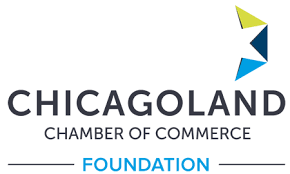 CHICAGOLAND
CHAMBER OF COMMERCE
FOUNDATION